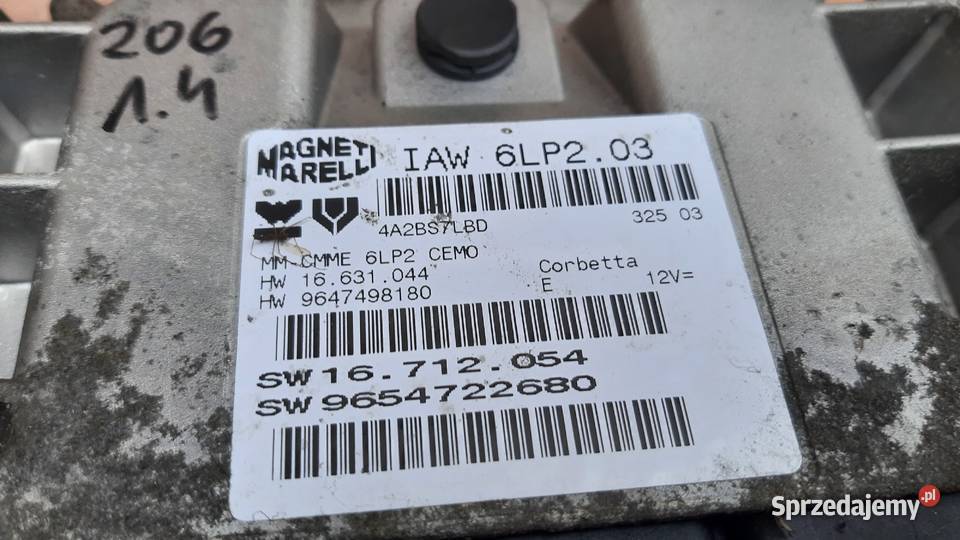 206
1.4
MAGNETI MARELLI
IAW 6LP2.03
4A2BS7LBD 325 03
MM CMME 6LP2 CEMO
HW 16.631.044 Corbetta
HW 9647498180 E 12V=
SW 16.712.054
SW 9654722680
Sprzedajemy.pl